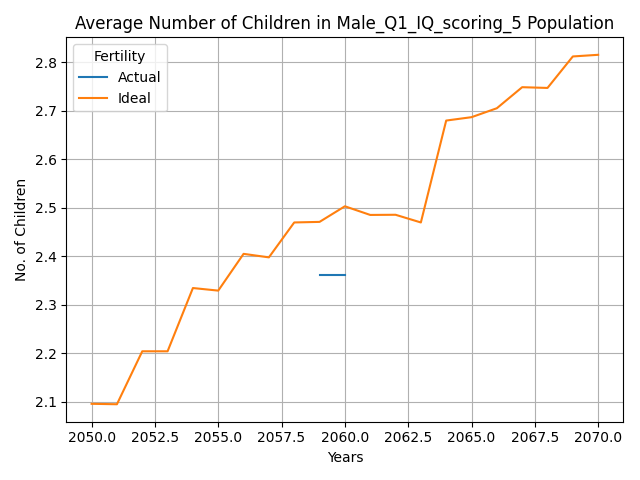 Average Number of Children in Male_Q1_IQ_scoring_5 Population
Fertility
Actual
Ideal
No. of Children
2.8
2.7
2.6
2.5
2.4
2.3
2.2
2.1
2050.0 2052.5 2055.0 2057.5 2060.0 2062.5 2065.0 2067.5 2070.0
Years